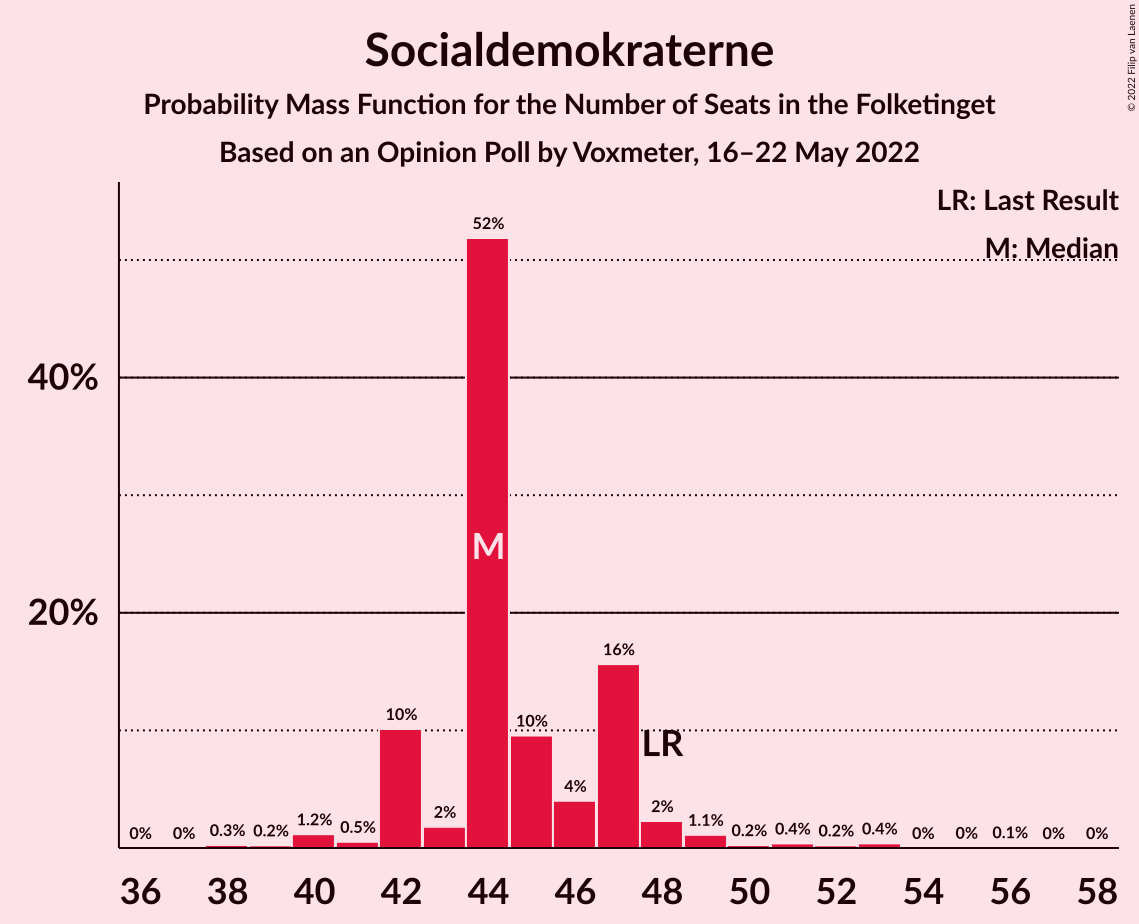 Socialdemokraterne
Probability Mass Function for the Number of Seats in the Folketinget
Based on an Opinion Poll by Voxmeter, 16–22 May 2022
© 2022 Filip van Laenen
LR: Last Result
M: Median
40%
20%
0% 0% 0.3% 0.2% 1.2% 0.5% 10% 2% 52% 10% 4% 16% 2% 1.1% 0.2% 0.4% 0.2% 0.4% 0% 0% 0.1% 0% 0%
M
LR
36 38 40 42 44 46 48 50 52 54 56 58